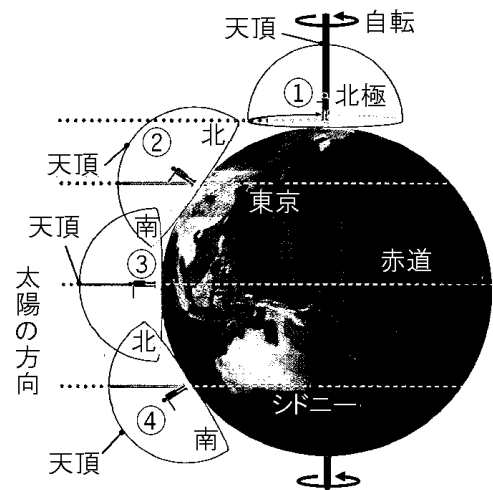 天頂
自転
①
北極
②
北
天頂
東京
天頂
南
③
赤道
太陽の方向
北
シドニー
④
南
天頂